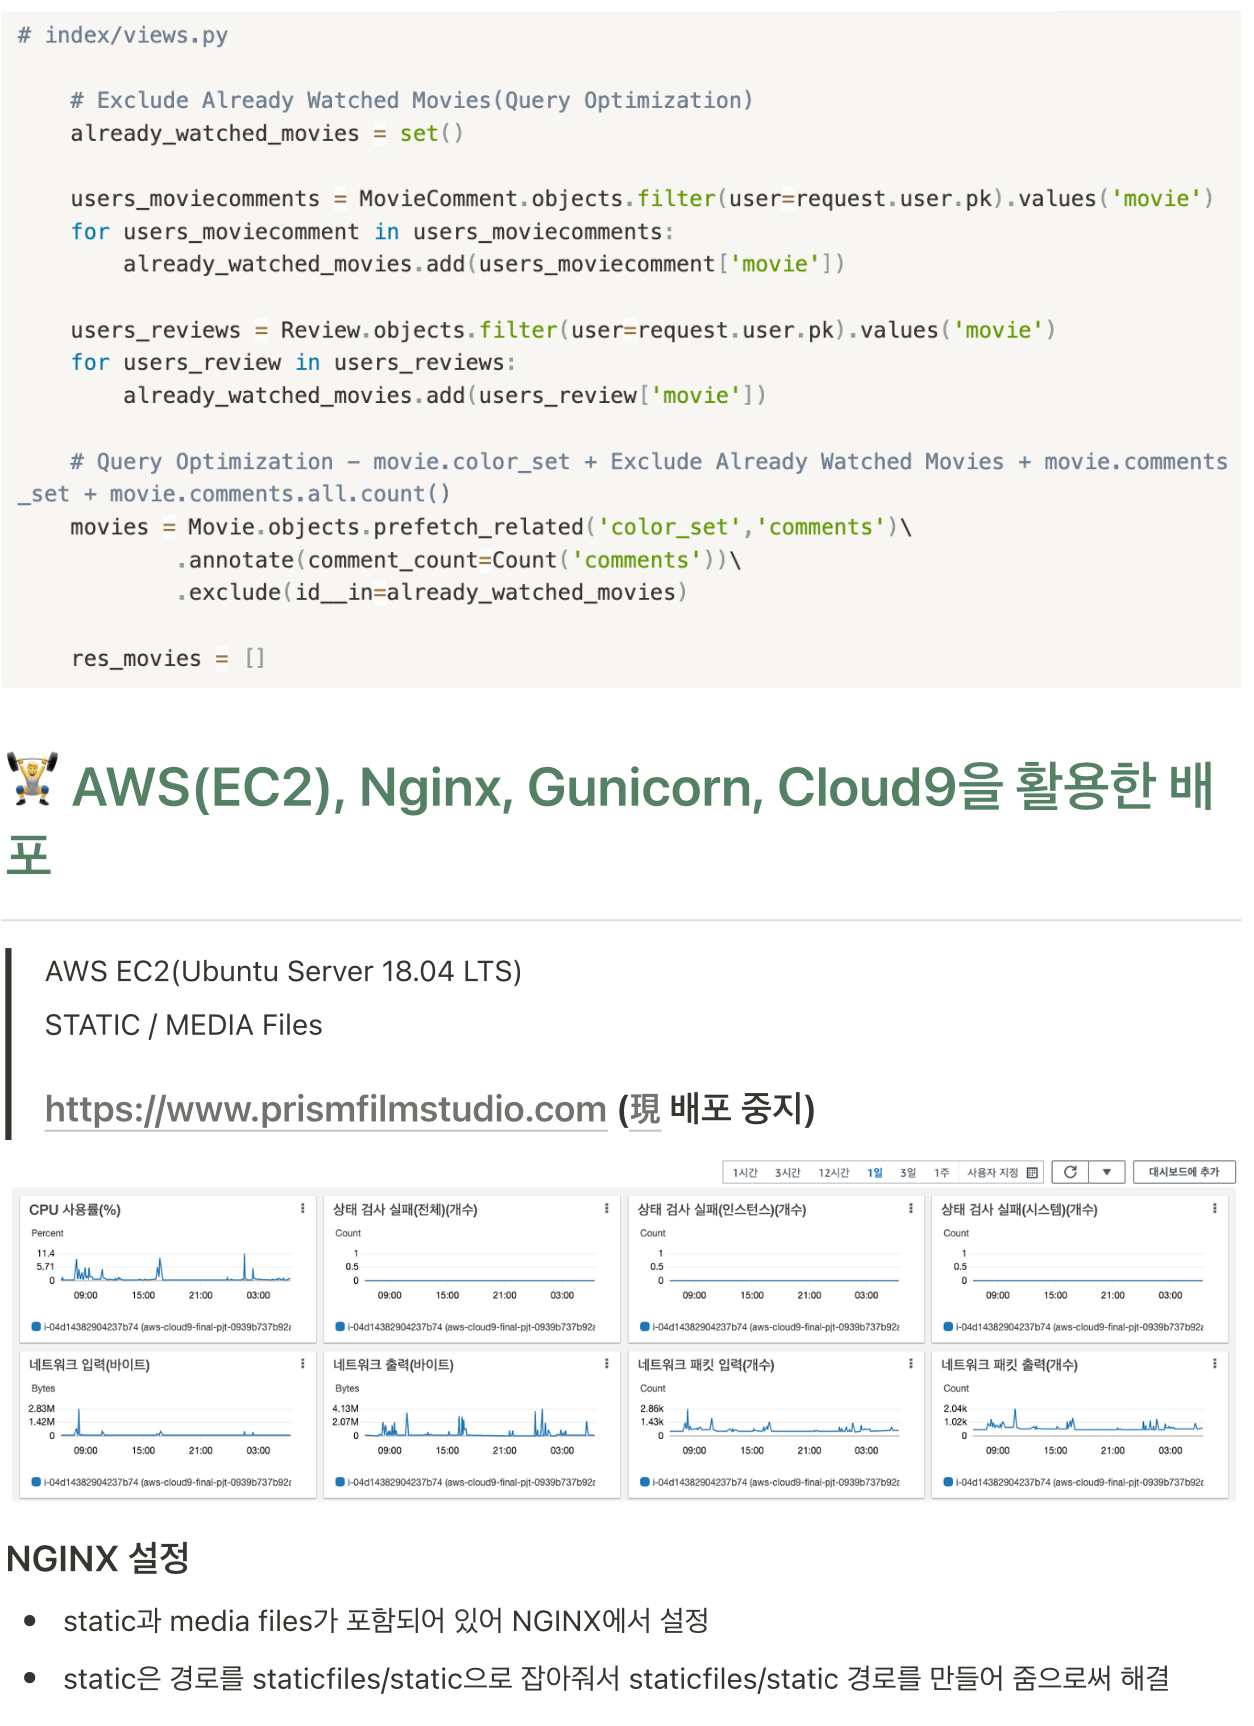 # index/views.py
# Exclude Already Watched Movies(Query Optimization)
already_watched_movies = set()
users_moviecomments = MovieComment.objects.filter(user=request.user.pk).values('movie')
for users_moviecomment in users_moviecomments:
already_watched_movies.add(users_moviecomment['movie'])
users_reviews = Review.objects.filter(user=request.user.pk).values('movie')
for users_review in users_reviews:
already_watched_movies.add(users_review['movie'])
# Query Optimization – movie.color_set + Exclude Already Watched Movies + movie.comments
_set + movie.comments.all.count()
movies = Movie.objects.prefetch_related('color_set','comments')\
.annotate(comment_count=Count('comments'))\
.exclude(id__in=already_watched_movies)
res_movies = []
AWS(EC2), Nginx, Gunicorn, Cloud9을 활용한 배
포
AWS EC2(Ubuntu Server 18.04 LTS)
STATIC / MEDIA Files
https://www.prismfilmstudio.com (現 배포 중지)
1시간 3시간 12시간 1일 3일 1주 사용자 지정 대시보드에 추가
CPU 사용률(%)
Percent
11.4
5.71
0
09:00 15:00 21:00 03:00
i-04d14382904237b74 (aws-cloud9-final-pjt-0939b737b92a
상태 검사 실패(전체)(개수)
Count
1
0.5
0
09:00 15:00 21:00 03:00
i-04d14382904237b74 (aws-cloud9-final-pjt-0939b737b92a
상태 검사 실패(인스턴스)(개수)
Count
1
0.5
0
09:00 15:00 21:00 03:00
i-04d14382904237b74 (aws-cloud9-final-pjt-0939b737b92a
상태 검사 실패(시스템)(개수)
Count
1
0.5
0
09:00 15:00 21:00 03:00
i-04d14382904237b74 (aws-cloud9-final-pjt-0939b737b92a
네트워크 입력(바이트)
Bytes
2.83M
1.42M
0
09:00 15:00 21:00 03:00
i-04d14382904237b74 (aws-cloud9-final-pjt-0939b737b92a
네트워크 출력(바이트)
Bytes
4.13M
2.07M
0
09:00 15:00 21:00 03:00
i-04d14382904237b74 (aws-cloud9-final-pjt-0939b737b92a
네트워크 패킷 입력(개수)
Count
2.86k
1.43k
0
09:00 15:00 21:00 03:00
i-04d14382904237b74 (aws-cloud9-final-pjt-0939b737b92a
네트워크 패킷 출력(개수)
Count
2.04k
1.02k
0
09:00 15:00 21:00 03:00
i-04d14382904237b74 (aws-cloud9-final-pjt-0939b737b92a
NGINX 설정
• static과 media files가 포함되어 있어 NGINX에서 설정
• static은 경로를 staticfiles/static으로 잡아줘서 staticfiles/static 경로를 만들어 줌으로써 해결